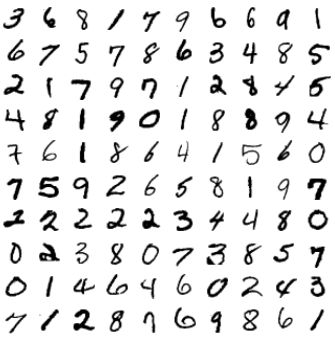 3 6 8 1 7 9 6 6 9 1
6 7 5 7 8 6 3 4 8 5
2 1 7 9 7 1 2 8 4 5
4 8 1 9 0 1 8 8 9 4
7 6 1 8 6 4 1 5 6 0
7 5 9 2 6 5 8 1 9 7
2 2 2 2 2 3 4 4 8 0
0 2 3 8 0 7 3 8 5 7
0 1 4 6 4 6 0 2 4 3
7 1 2 8 7 6 9 8 6 1